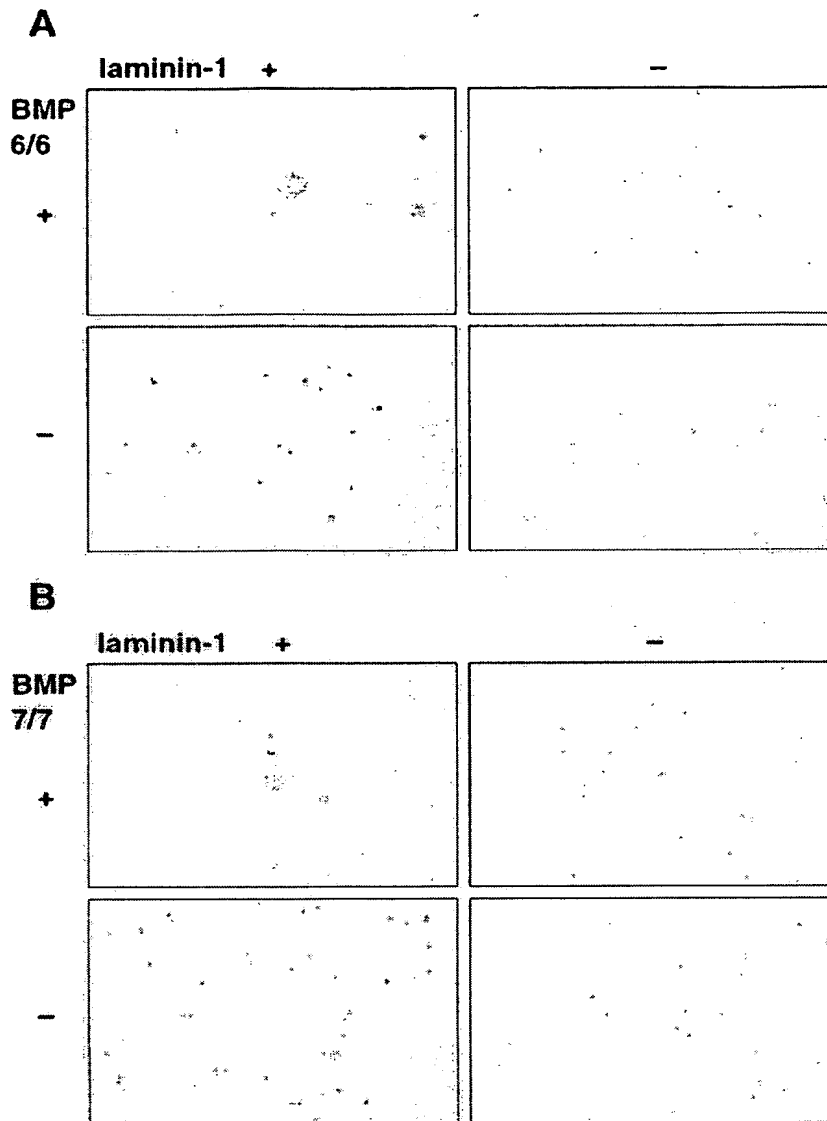 A
laminin-1 + −
BMP
6/6
+
−
B
laminin-1 + −
BMP
7/7
+
−